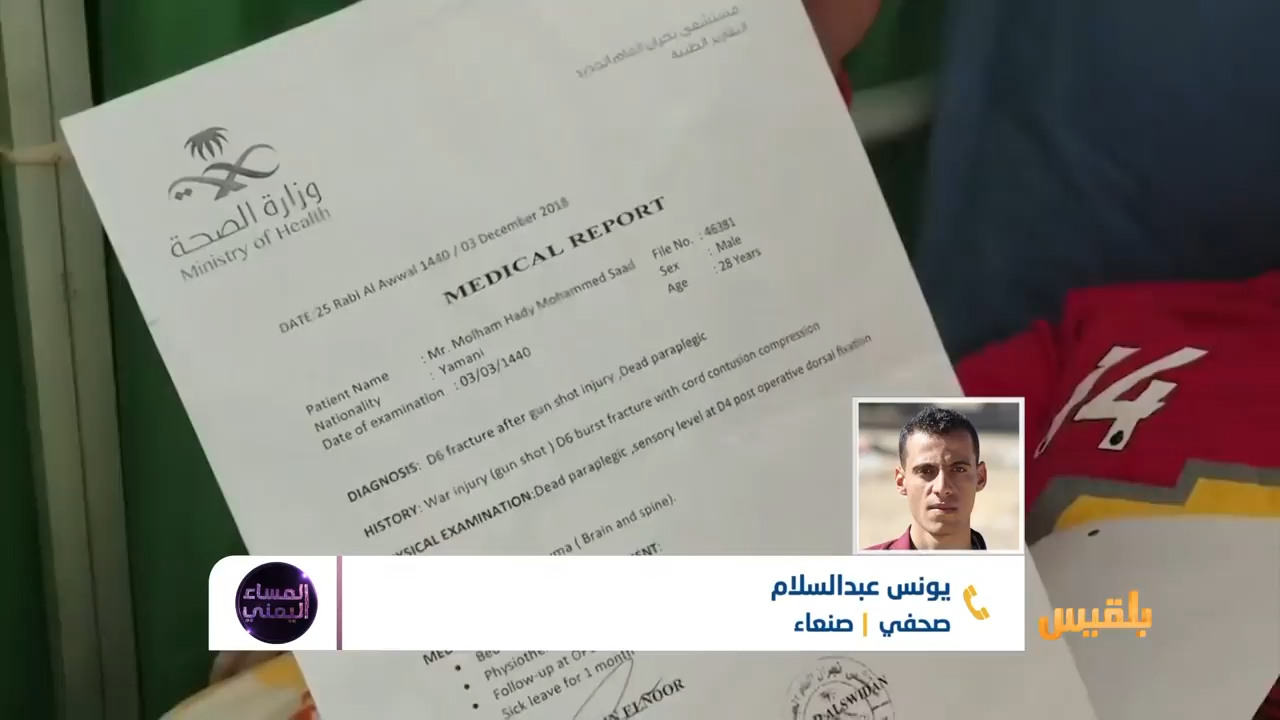 مستشفى نجران العام الجديد
التقارير الطبية
وزارة الصحة
Ministry of Health
DATE:25 Rabi Al Awwal 1440 / 03 December 2018
MEDICAL REPORT
Patient Name : Mr. Molham Hady Mohammed Saad
File No. : 46381
Nationality : Yamani
Sex : Male
Date of examination : 03/03/1440
Age : 28 Years
DIAGNOSIS: D6 fracture after gun shot injury ,Dead paraplegic
HISTORY: War injury (gun shot ) D6 burst fracture with cord contusion compression
PHYSICAL EXAMINATION:Dead paraplegic ,sensory level at D4 post operative dorsal fixation
( Brain and spine).
Physiothe
Follow-up at
Sick leave for 1 month
ELNOOR
ALSWIDAN
14
المساء اليمني
يونس عبدالسلام
صحفي | صنعاء
بلقيس